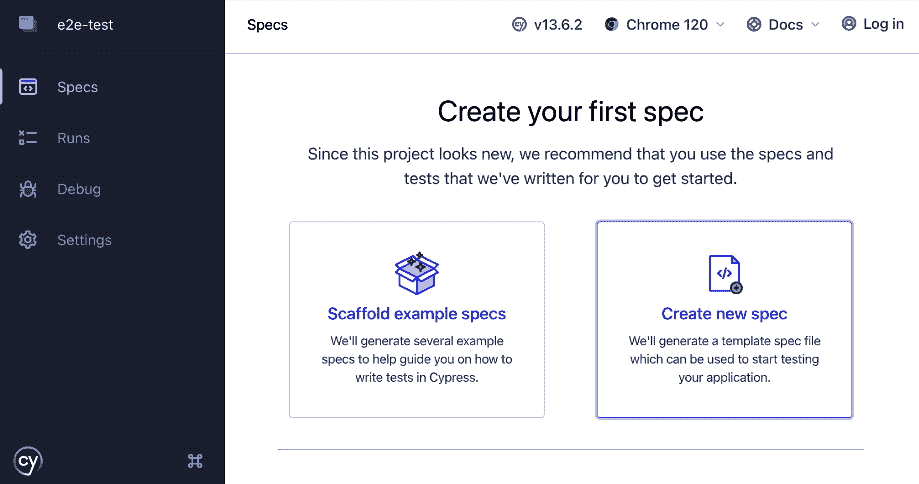 e2e-test
Specs
Runs
Debug
Settings
cy
Specs
cy
v13.6.2
Chrome 120
Docs
Log in
Create your first spec
Since this project looks new, we recommend that you use the specs and
tests that we've written for you to get started.
Scaffold example specs
We'll generate several example
specs to help guide you on how to
write tests in Cypress.
Create new spec
We'll generate a template spec file
which can be used to start testing
your application.